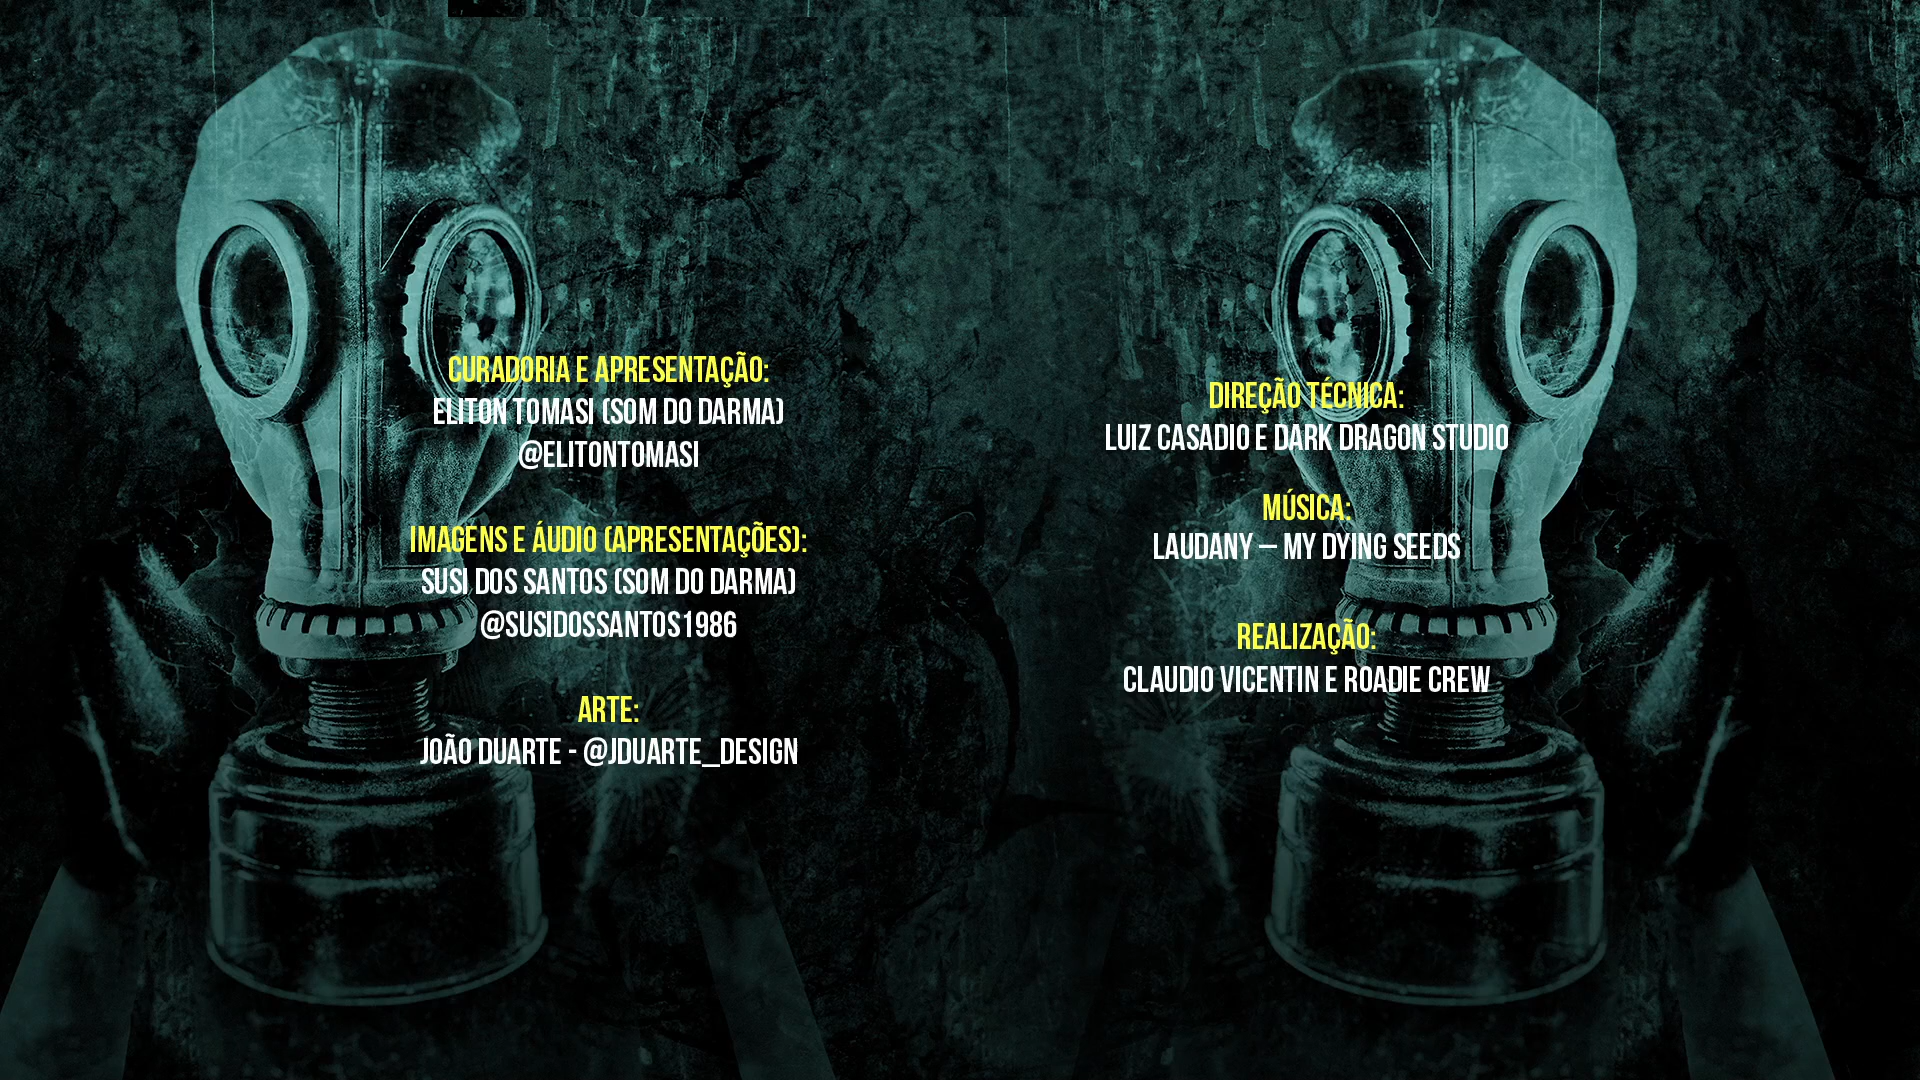 CURADORIA E APRESENTAÇÃO:
ELITON TOMASI (SOM DO DARMA)
@ELITONTOMASI
IMAGENS E ÁUDIO (APRESENTAÇÕES):
SUSI DOS SANTOS (SOM DO DARMA)
@SUSIDOSSANTOS1986
ARTE:
JOÃO DUARTE - @JDUARTE_DESIGN
DIREÇÃO TÉCNICA:
LUIZ CASADIO E DARK DRAGON STUDIO
MÚSICA:
LAUDANY – MY DYING SEEDS
REALIZAÇÃO:
CLAUDIO VICENTIN E ROADIE CREW